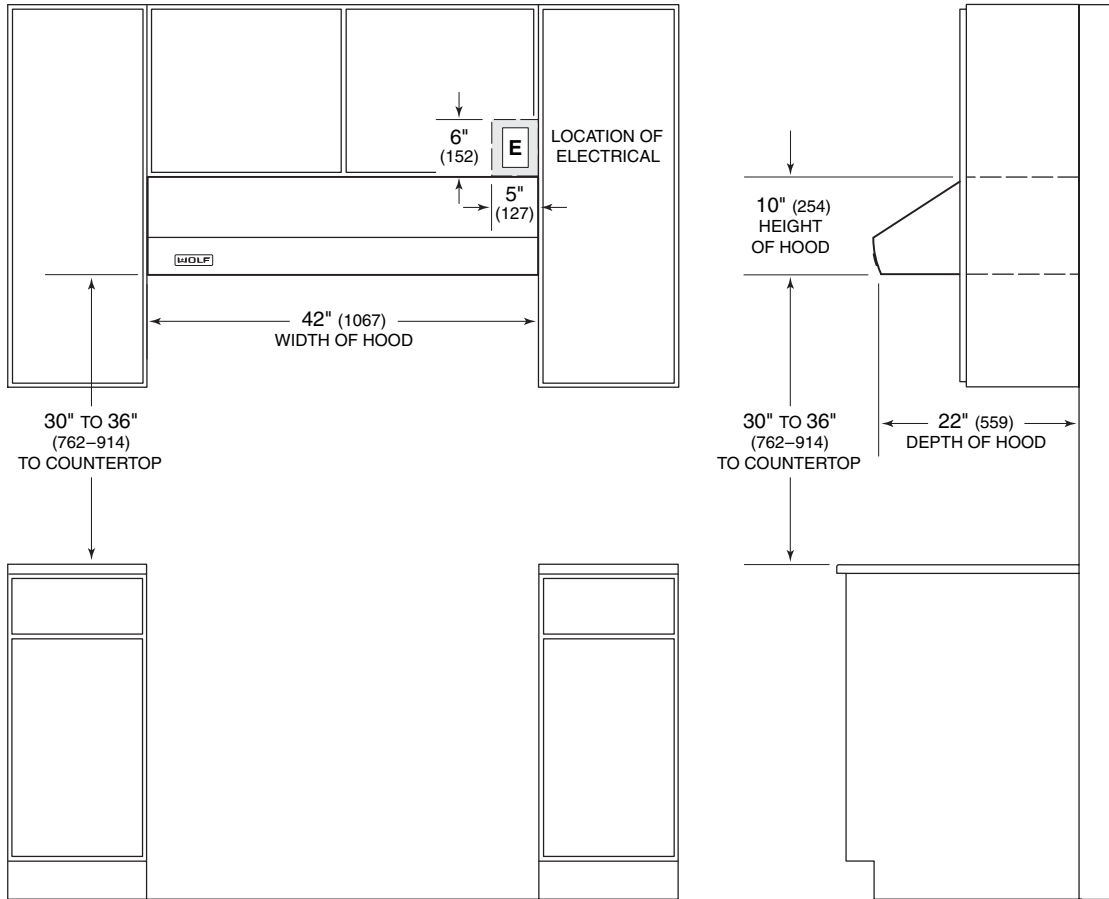 6"
(152)
E
LOCATION OF
ELECTRICAL
5"
(127)
WOLF
42" (1067)
WIDTH OF HOOD
30" TO 36"
(762–914)
TO COUNTERTOP
10" (254)
HEIGHT
OF HOOD
30" TO 36"
(762–914)
TO COUNTERTOP
22" (559)
DEPTH OF HOOD